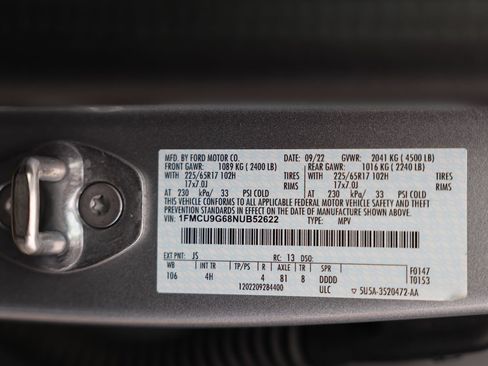 MFD. BY FORD MOTOR CO. DATE: 09/22 GVWR: 2041 KG ( 4500 LB)
FRONT GAWR: 1089 KG ( 2400 LB) REAR GAWR: 1016 KG ( 2240 LB)
WITH 225/65R17 102H TIRES WITH 225/65R17 102H TIRES
17x7.0J RIMS 17x7.0J RIMS
AT 230 kPa/ 33 PSI COLD AT 230 kPa/ 33 PSI COLD
THIS VEHICLE CONFORMS TO ALL APPLICABLE FEDERAL MOTOR VEHICLE SAFETY AND THEFT
PREVENTION STANDARDS IN EFFECT ON THE DATE OF MANUFACTURE SHOWN ABOVE.
VIN: 1FMCU9G68NUB52622 TYPE: MPV
EXT PNT: JS RC: 13 DSO:
WB INT TR TP/PS R AXLE TR SPR F0147
106 4H 4 81 8 DDDD T0153
1202209284400 ULC ▽ 5U5A-3520472-AA